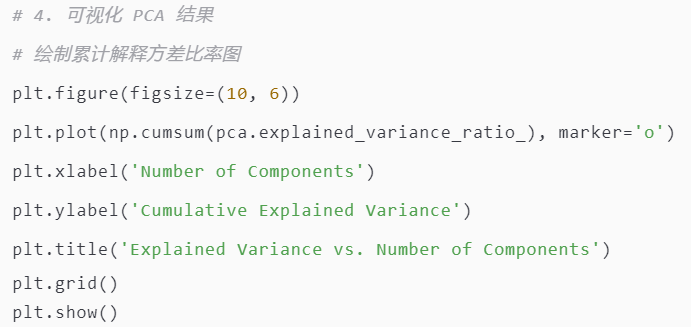 # 4. 可视化 PCA 结果
# 绘制累计解释方差比率图
plt.figure(figsize=(10, 6))
plt.plot(np.cumsum(pca.explained_variance_ratio_), marker='o')
plt.xlabel('Number of Components')
plt.ylabel('Cumulative Explained Variance')
plt.title('Explained Variance vs. Number of Components')
plt.grid()
plt.show()